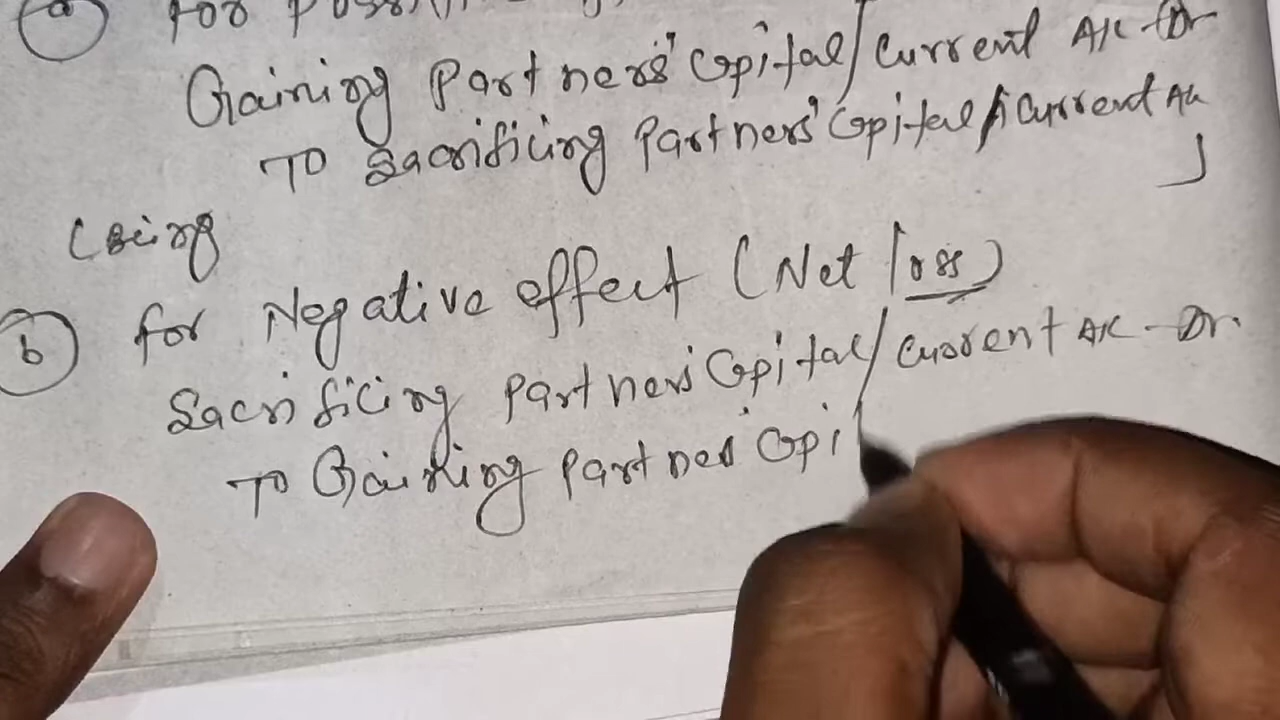 (a) for
Gaining Partners' Capital/Current A/c - Dr
To Sacrificing Partners' Capital/Current A/c
(Being
(b) for Negative effect (Net loss)
Sacrificing Partners' Capital/Current A/c - Dr.
To Gaining Partners' Capi